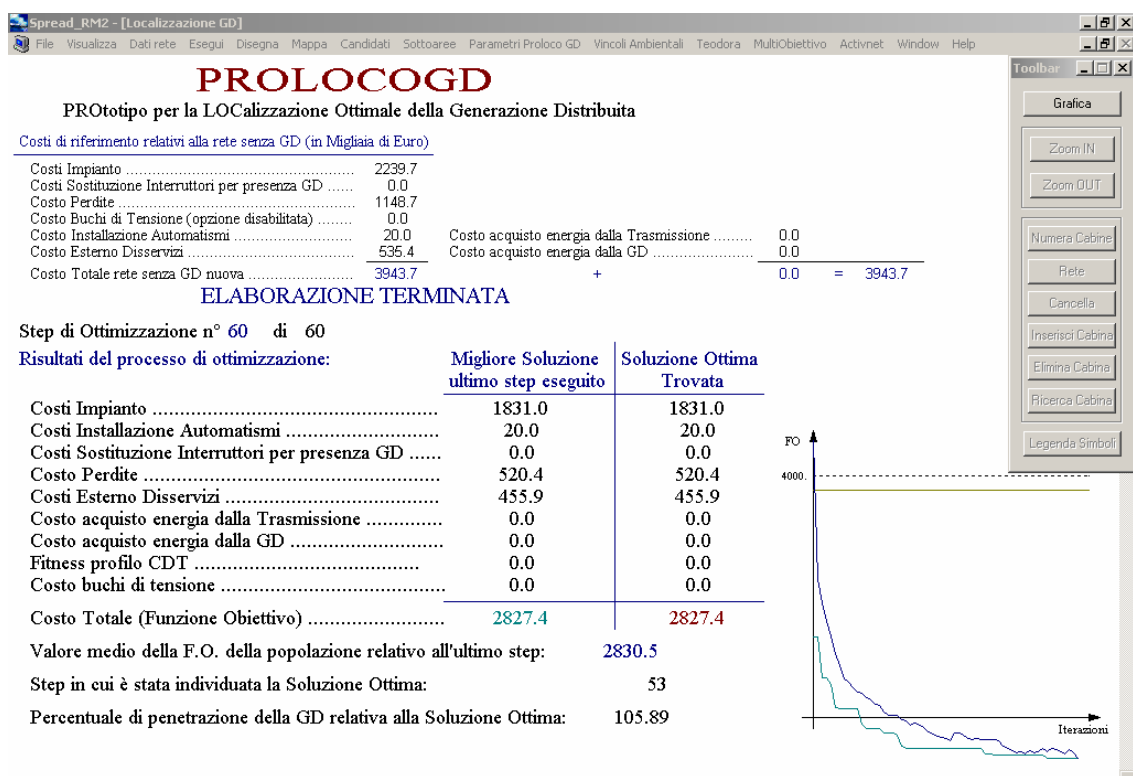 Spread_RM2 - [Localizzazione GD]
File Visualizza Dati rete Esegui Disegna Mappa Candidati Sottoaree Parametri Proloco GD Vincoli Ambientali Teodora MultiObiettivo Activnet Window Help
PROLOCOGD
PROtotipo per la LOCalizzazione Ottimale della Generazione Distribuita
Costi di riferimento relativi alla rete senza GD (in Migliaia di Euro)
Costi Impianto ........ 2239.7
Costi Sostituzione Interruttori per presenza GD ...... 0.0
Costo Perdite ........ 1148.7
Costo Buchi di Tensione (opzione disabilitata) ........ 0.0
Costo Installazione Automatismi ........ 20.0 Costo acquisto energia dalla Trasmissione ......... 0.0
Costo Esterno Disservizi ........ 535.4 Costo acquisto energia dalla GD ........ 0.0
Costo Totale rete senza GD nuova ........ 3943.7 + 0.0 = 3943.7
ELABORAZIONE TERMINATA
Step di Ottimizzazione n° 60 di 60
Risultati del processo di ottimizzazione: Migliore Soluzione Soluzione Ottima
ultimo step eseguito Trovata
Costi Impianto ........ 1831.0 1831.0
Costi Installazione Automatismi ........ 20.0 20.0
Costi Sostituzione Interruttori per presenza GD ...... 0.0 0.0
Costo Perdite ........ 520.4 520.4
Costi Esterno Disservizi ........ 455.9 455.9
Costo acquisto energia dalla Trasmissione ........ 0.0 0.0
Costo acquisto energia dalla GD ........ 0.0 0.0
Fitness profilo CDT ........ 0.0 0.0
Costo buchi di tensione ........ 0.0 0.0
Costo Totale (Funzione Obiettivo) ........ 2827.4 2827.4
Valore medio della F.O. della popolazione relativo all'ultimo step: 2830.5
Step in cui è stata individuata la Soluzione Ottima: 53
Percentuale di penetrazione della GD relativa alla Soluzione Ottima: 105.89
FO
4000.
Iterazioni
Toolbar
Grafica
Zoom IN
Zoom OUT
Numera Cabine
Rete
Cancella
Inserisci Cabina
Elimina Cabina
Ricerca Cabina
Legenda Simboli